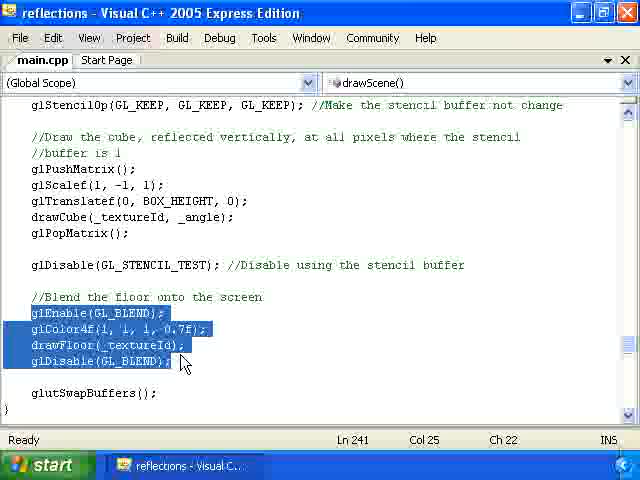 reflections - Visual C++ 2005 Express Edition
File Edit View Project Build Debug Tools Window Community Help
main.cpp Start Page
(Global Scope) drawScene()
glStencilOp(GL_KEEP, GL_KEEP, GL_KEEP); //Make the stencil buffer not change
//Draw the cube, reflected vertically, at all pixels where the stencil
//buffer is 1
glPushMatrix();
glScalef(1, -1, 1);
glTranslatef(0, BOX_HEIGHT, 0);
drawCube(_textureId, _angle);
glPopMatrix();
glDisable(GL_STENCIL_TEST); //Disable using the stencil buffer
//Blend the floor onto the screen
glEnable(GL_BLEND);
glColor4f(1, 1, 1, 0.7f);
drawFloor(_textureId);
glDisable(GL_BLEND);
glutSwapBuffers();
}
Ready Ln 241 Col 25 Ch 22 INS
start reflections - Visual C...